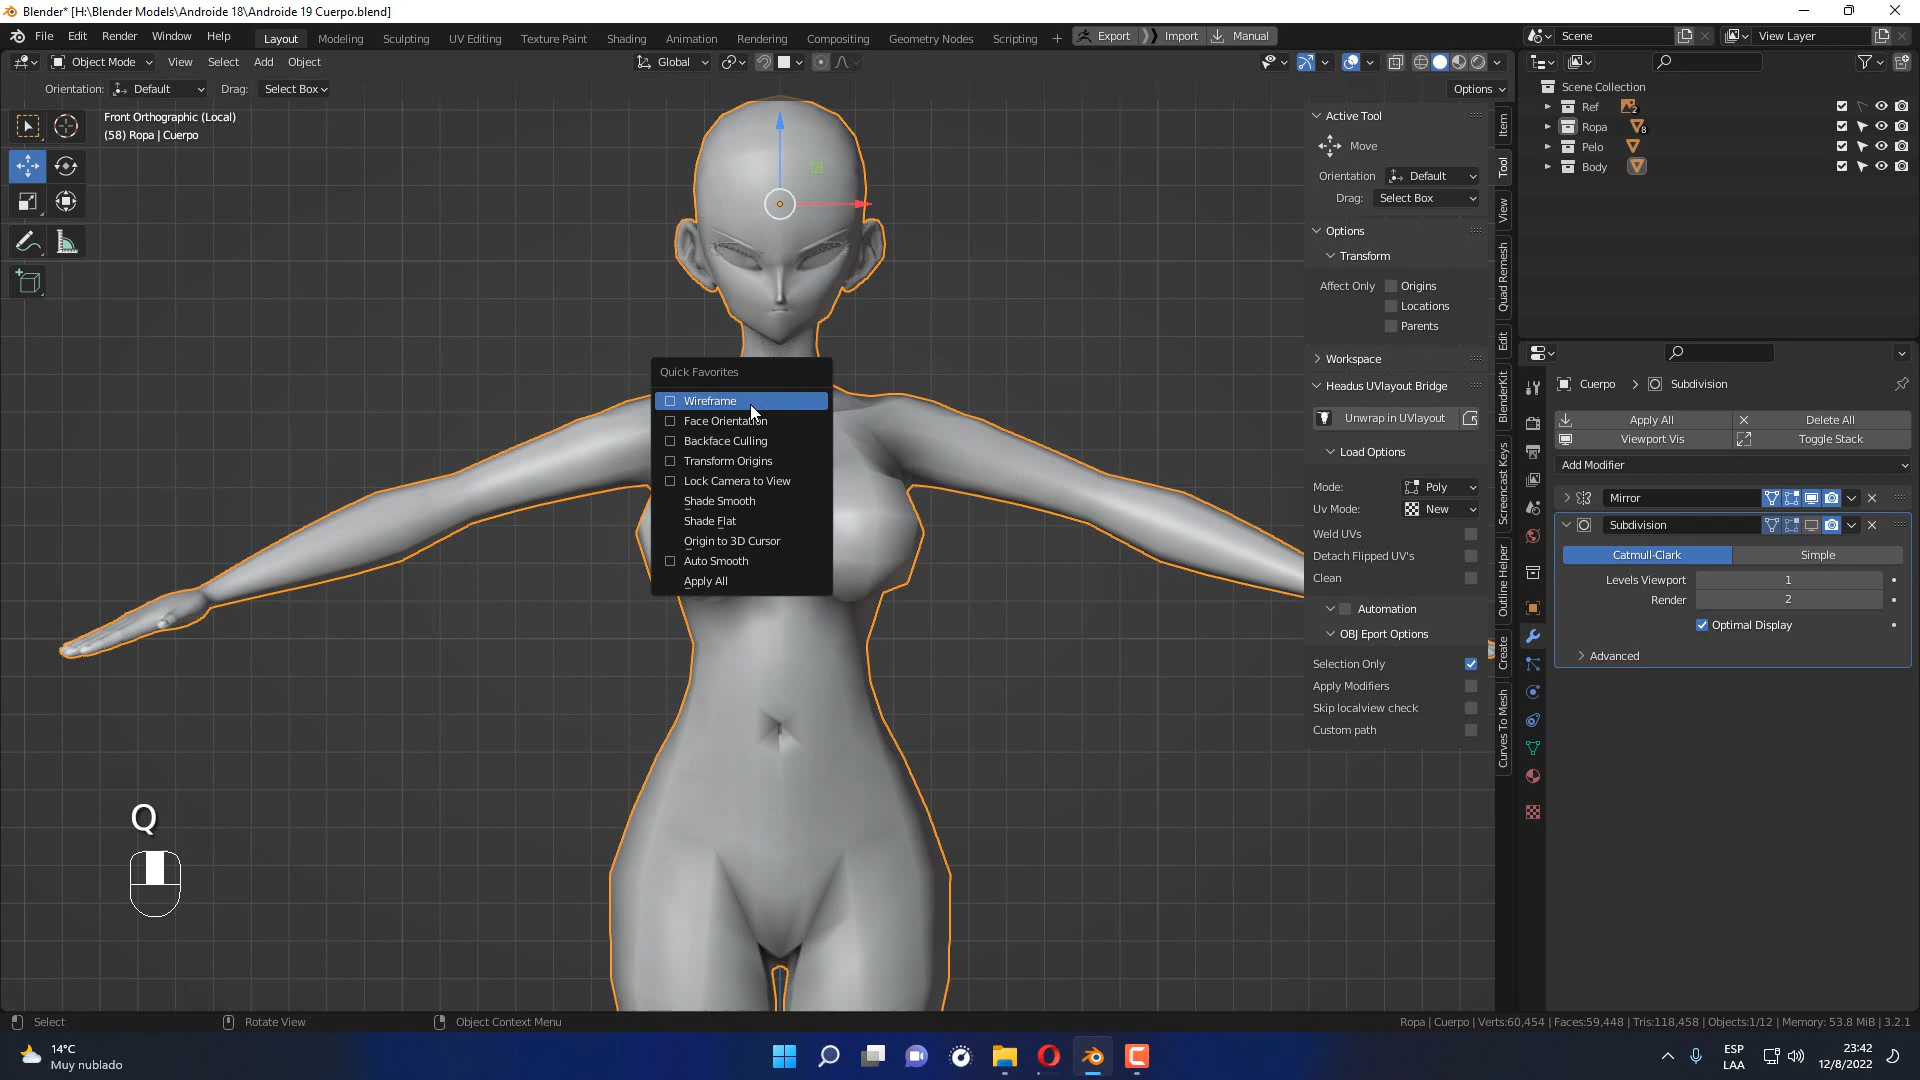 Blender* [H:\Blender Models\Androide 18\Androide 19 Cuerpo.blend]
File Edit Render Window Help
Layout Modeling Sculpting UV Editing Texture Paint Shading Animation Rendering Compositing Geometry Nodes Scripting +
Export Import Manual
Scene
View Layer
Object Mode View Select Add Object
Global
Orientation: Default Drag: Select Box
Options
Front Orthographic (Local)
(58) Ropa | Cuerpo
Active Tool
Move
Orientation Default
Drag: Select Box
Options
Transform
Affect Only Origins
Locations
Parents
Workspace
Headus UVlayout Bridge
Unwrap in UVlayout
Load Options
Mode: Poly
Uv Mode: New
Weld UVs
Detach Flipped UV's
Clean
Automation
OBJ Eport Options
Selection Only
Apply Modifiers
Skip localview check
Custom path
Item
Tool
View
Quad Remesh
Edit
BlenderKit
Screencast Keys
Outline Helper
Create
Curves To Mesh
Quick Favorites
Wireframe
Face Orientation
Backface Culling
Transform Origins
Lock Camera to View
Shade Smooth
Shade Flat
Origin to 3D Cursor
Auto Smooth
Apply All
Q
Scene Collection
Ref 2
Ropa 8
Pelo
Body
Cuerpo Subdivision
Apply All Delete All
Viewport Vis Toggle Stack
Add Modifier
Mirror
Subdivision
Catmull-Clark Simple
Levels Viewport 1
Render 2
Optimal Display
Advanced
Select
Rotate View
Object Context Menu
Ropa | Cuerpo | Verts:60,454 | Faces:59,448 | Tris:118,458 | Objects:1/12 | Memory: 53.8 MiB | 3.2.1
14°C
Muy nublado
ESP
LAA
23:42
12/8/2022